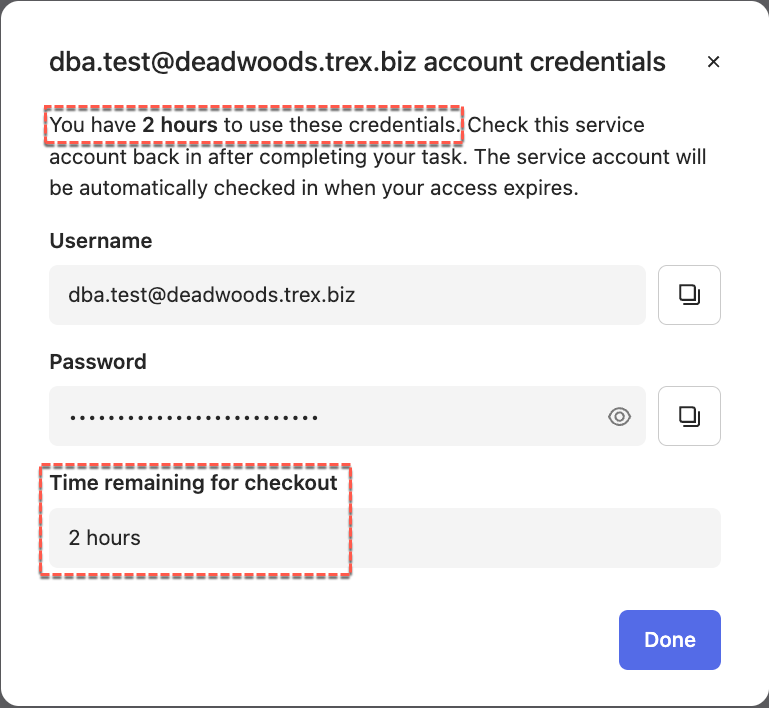 dba.test@deadwoods.trex.biz account credentials
You have 2 hours to use these credentials. Check this service
account back in after completing your task. The service account will
be automatically checked in when your access expires.
Username
dba.test@deadwoods.trex.biz
Password
••••••••••••••••••••••••••
Time remaining for checkout
2 hours
Done